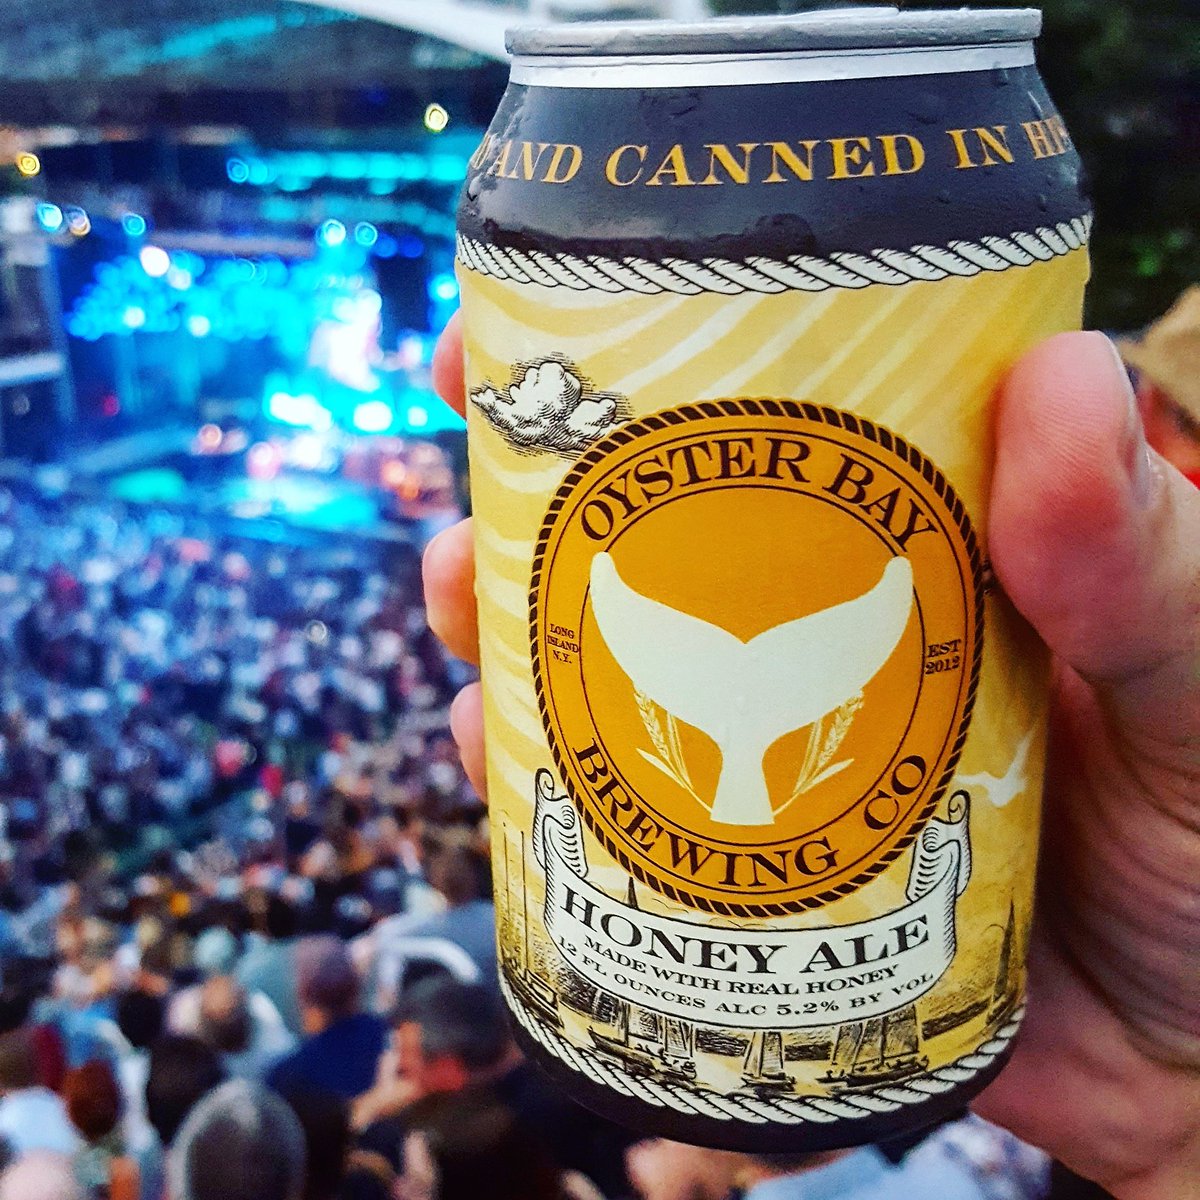 AND CANNED IN
OYSTER BAY
LONG
ISLAND
N.Y.
EST
2012
BREWING CO
HONEY ALE
MADE WITH REAL HONEY
12 FL OUNCES ALC 5.2% BY VOL